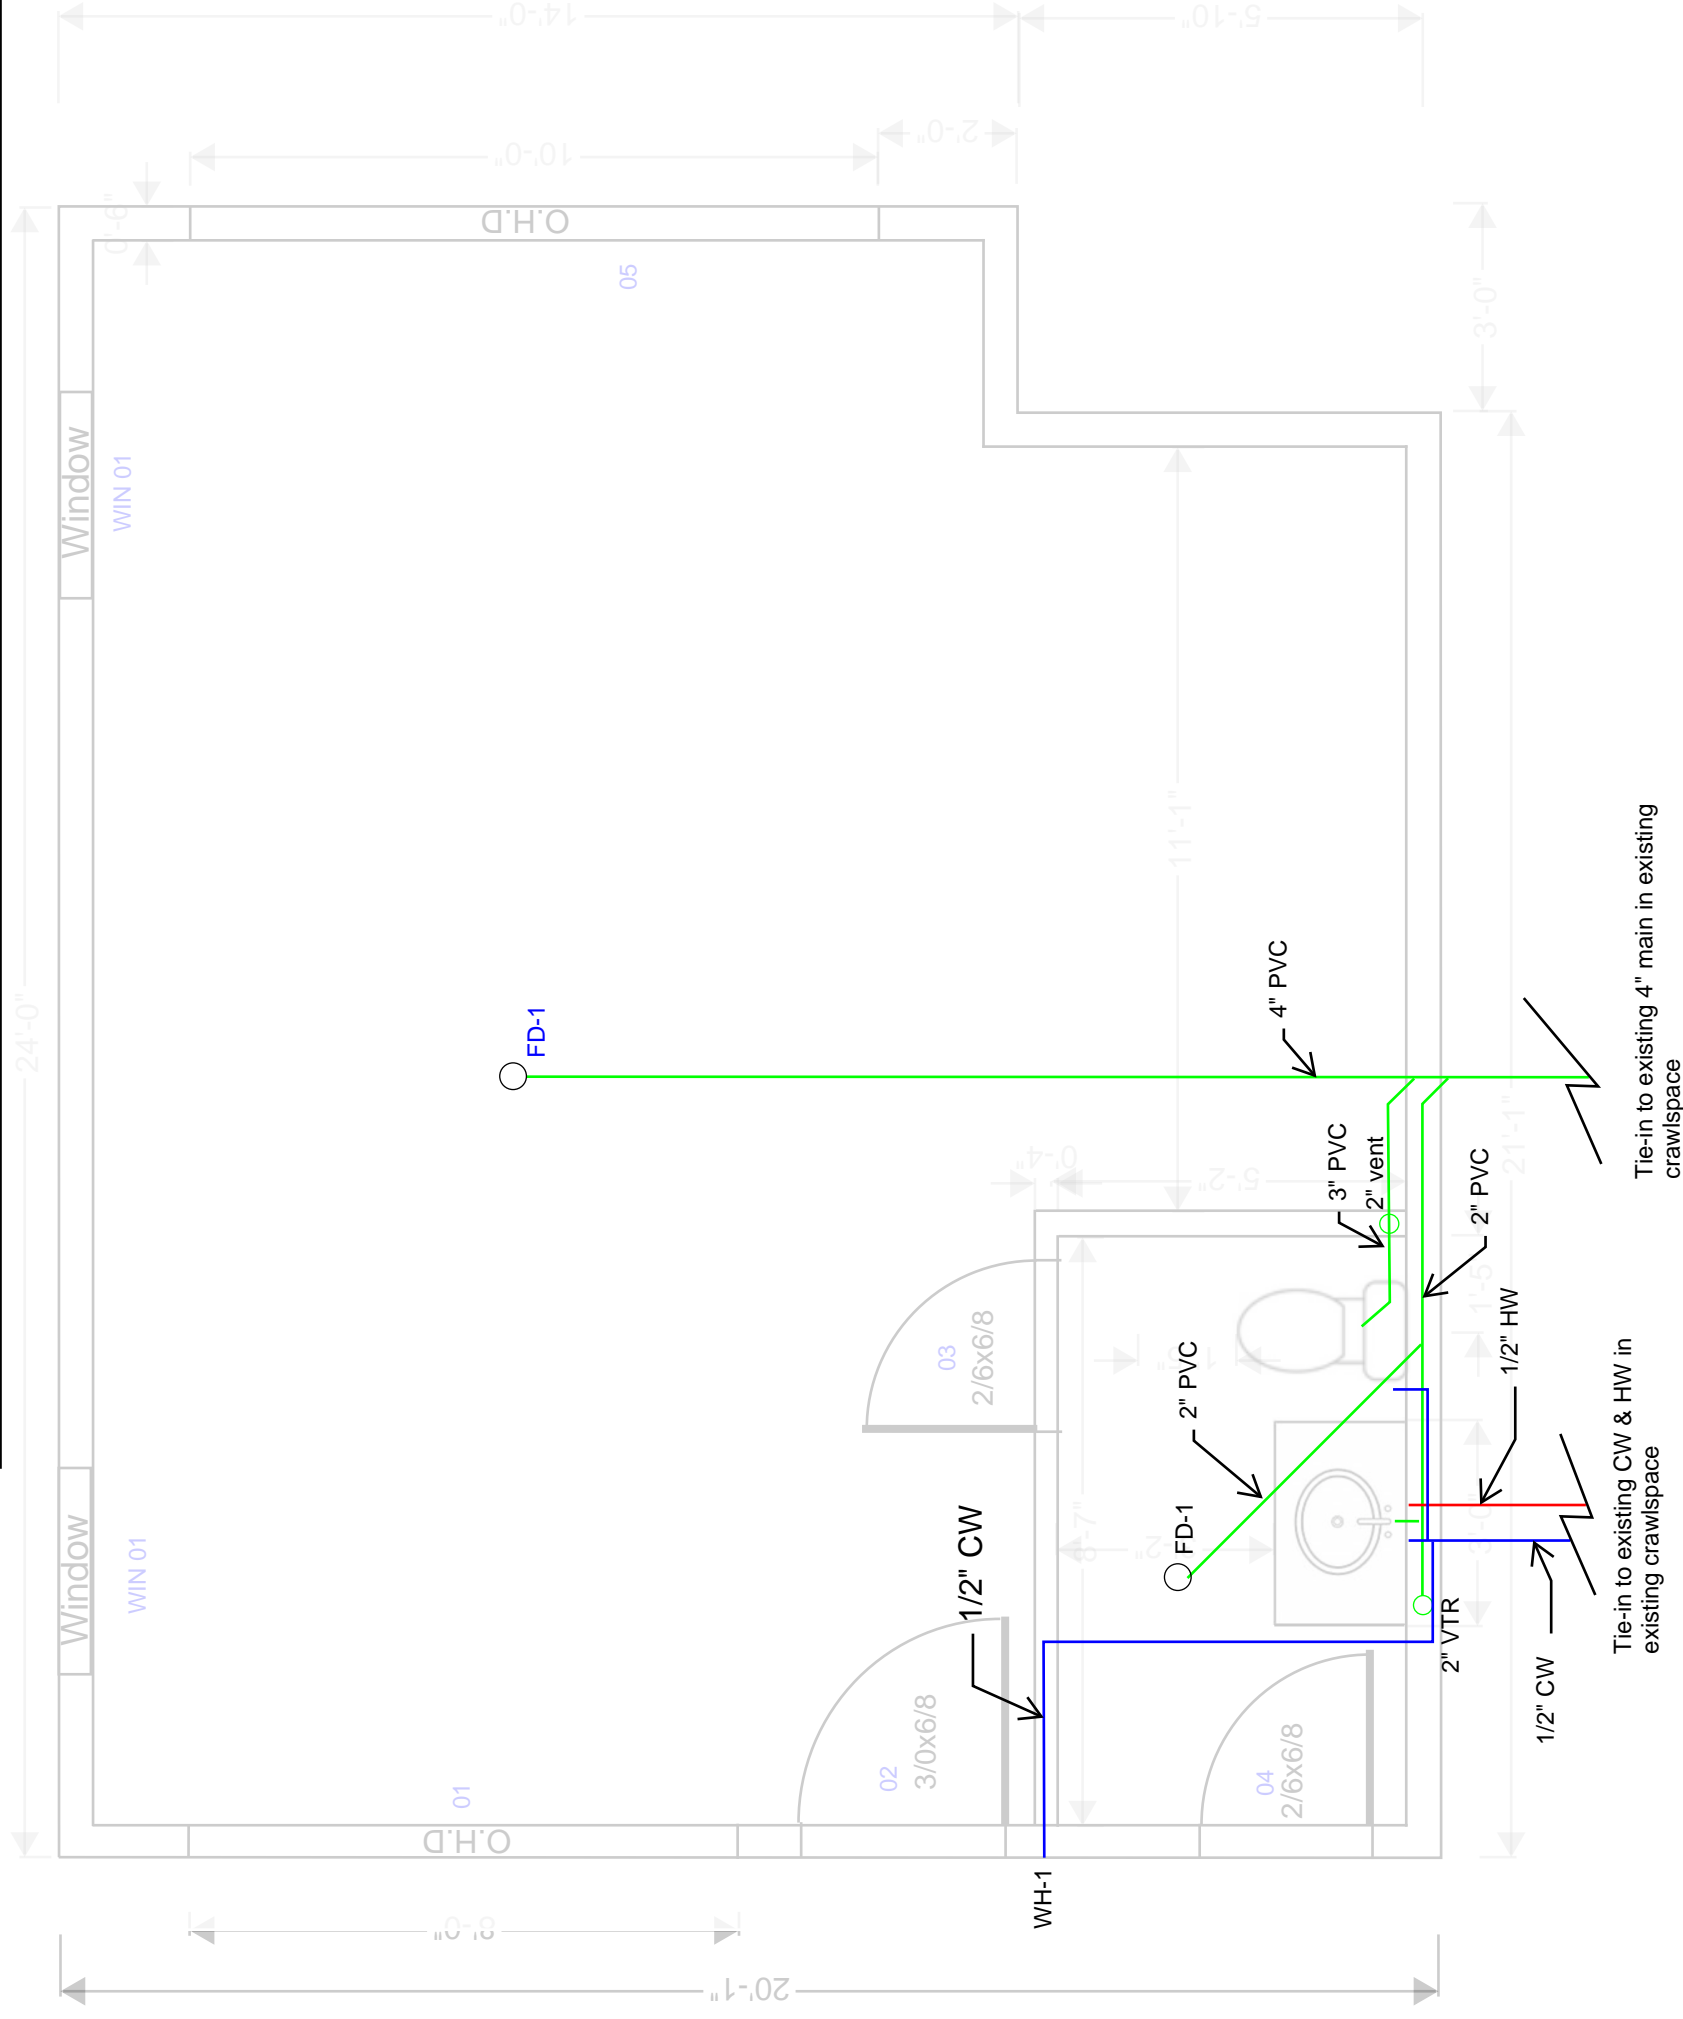 14'-0"
5'-10"
10'-0"
2'-0"
0'-6"
O.H.D
05
Window
WIN 01
24'-0"
3'-0"
11'-1"
21'-1"
FD-1
4" PVC
Tie-in to existing 4" main in existing
crawlspace
0'-4"
5'-2"
3" PVC
2" vent
2" PVC
1'-5
1/2" HW
03
2/6x6/8
2" PVC
FD-1
8'-7"
1/2" CW
Window
WIN 01
Tie-in to existing CW & HW in
existing crawlspace
2" VTR
1/2" CW
02
3/0x6/8
04
2/6x6/8
01
O.H.D
WH-1
8'-0"
20'-1"